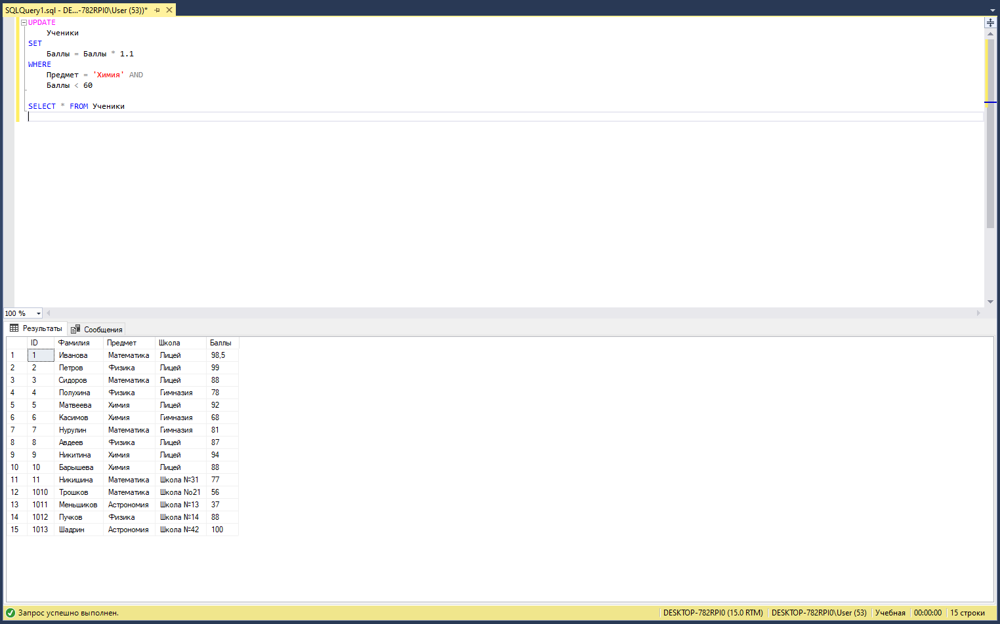 SQLQuery1.sql - DE...-782RPI0\User (53))*
UPDATE
Ученики
SET
Баллы = Баллы * 1.1
WHERE
Предмет = 'Химия' AND
Баллы < 60
SELECT * FROM Ученики
100 %
Результаты Сообщения
ID Фамилия Предмет Школа Баллы
1 1 Иванова Математика Лицей 98,5
2 2 Петров Физика Лицей 99
3 3 Сидоров Математика Лицей 88
4 4 Полухина Физика Гимназия 78
5 5 Матвеева Химия Лицей 92
6 6 Касимов Химия Гимназия 68
7 7 Нурулин Математика Гимназия 81
8 8 Авдеев Физика Лицей 87
9 9 Никитина Химия Лицей 94
10 10 Барышева Химия Лицей 88
11 11 Никишина Математика Школа №31 77
12 1010 Трошков Математика Школа No21 56
13 1011 Меньшиков Астрономия Школа №13 37
14 1012 Пучков Физика Школа №14 88
15 1013 Шадрин Астрономия Школа №42 100
Запрос успешно выполнен. DESKTOP-782RPI0 (15.0 RTM) DESKTOP-782RPI0\User (53) Учебная 00:00:00 15 строки